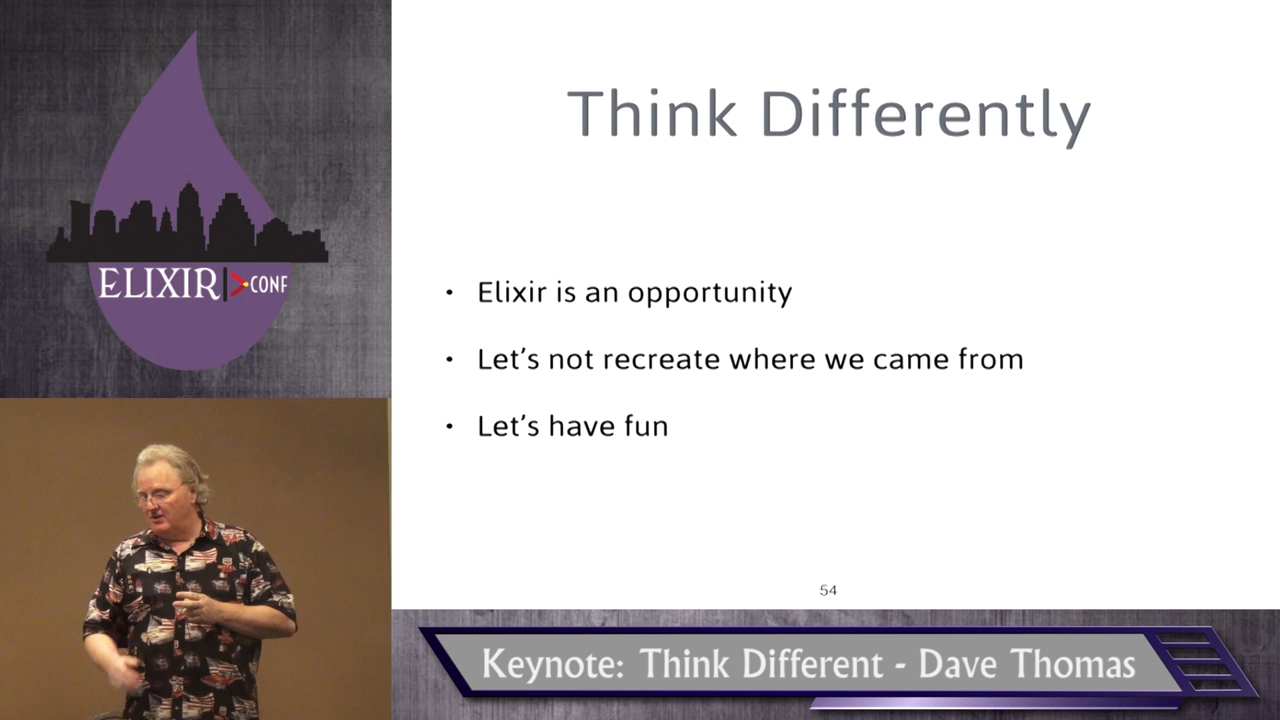 ELIXIR|>CONF
Think Differently
• Elixir is an opportunity
• Let’s not recreate where we came from
• Let’s have fun
54
Keynote: Think Different - Dave Thomas